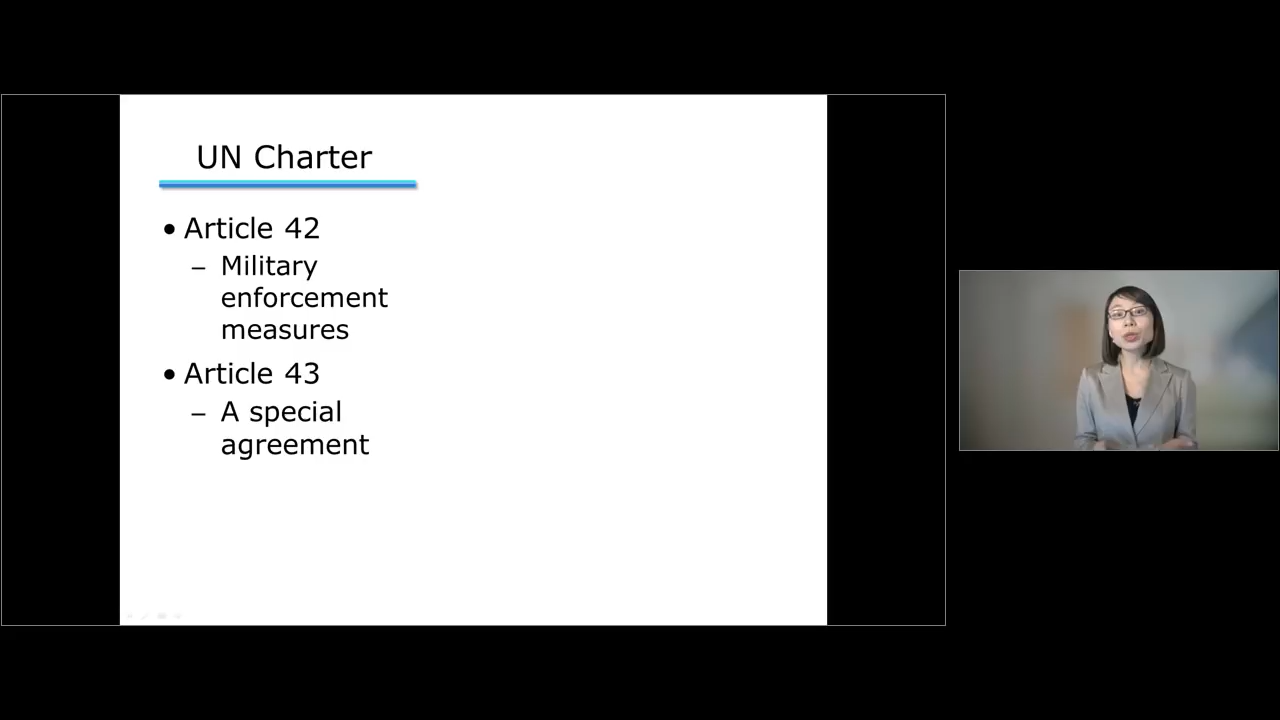 UN Charter
• Article 42
– Military
enforcement
measures
• Article 43
– A special
agreement